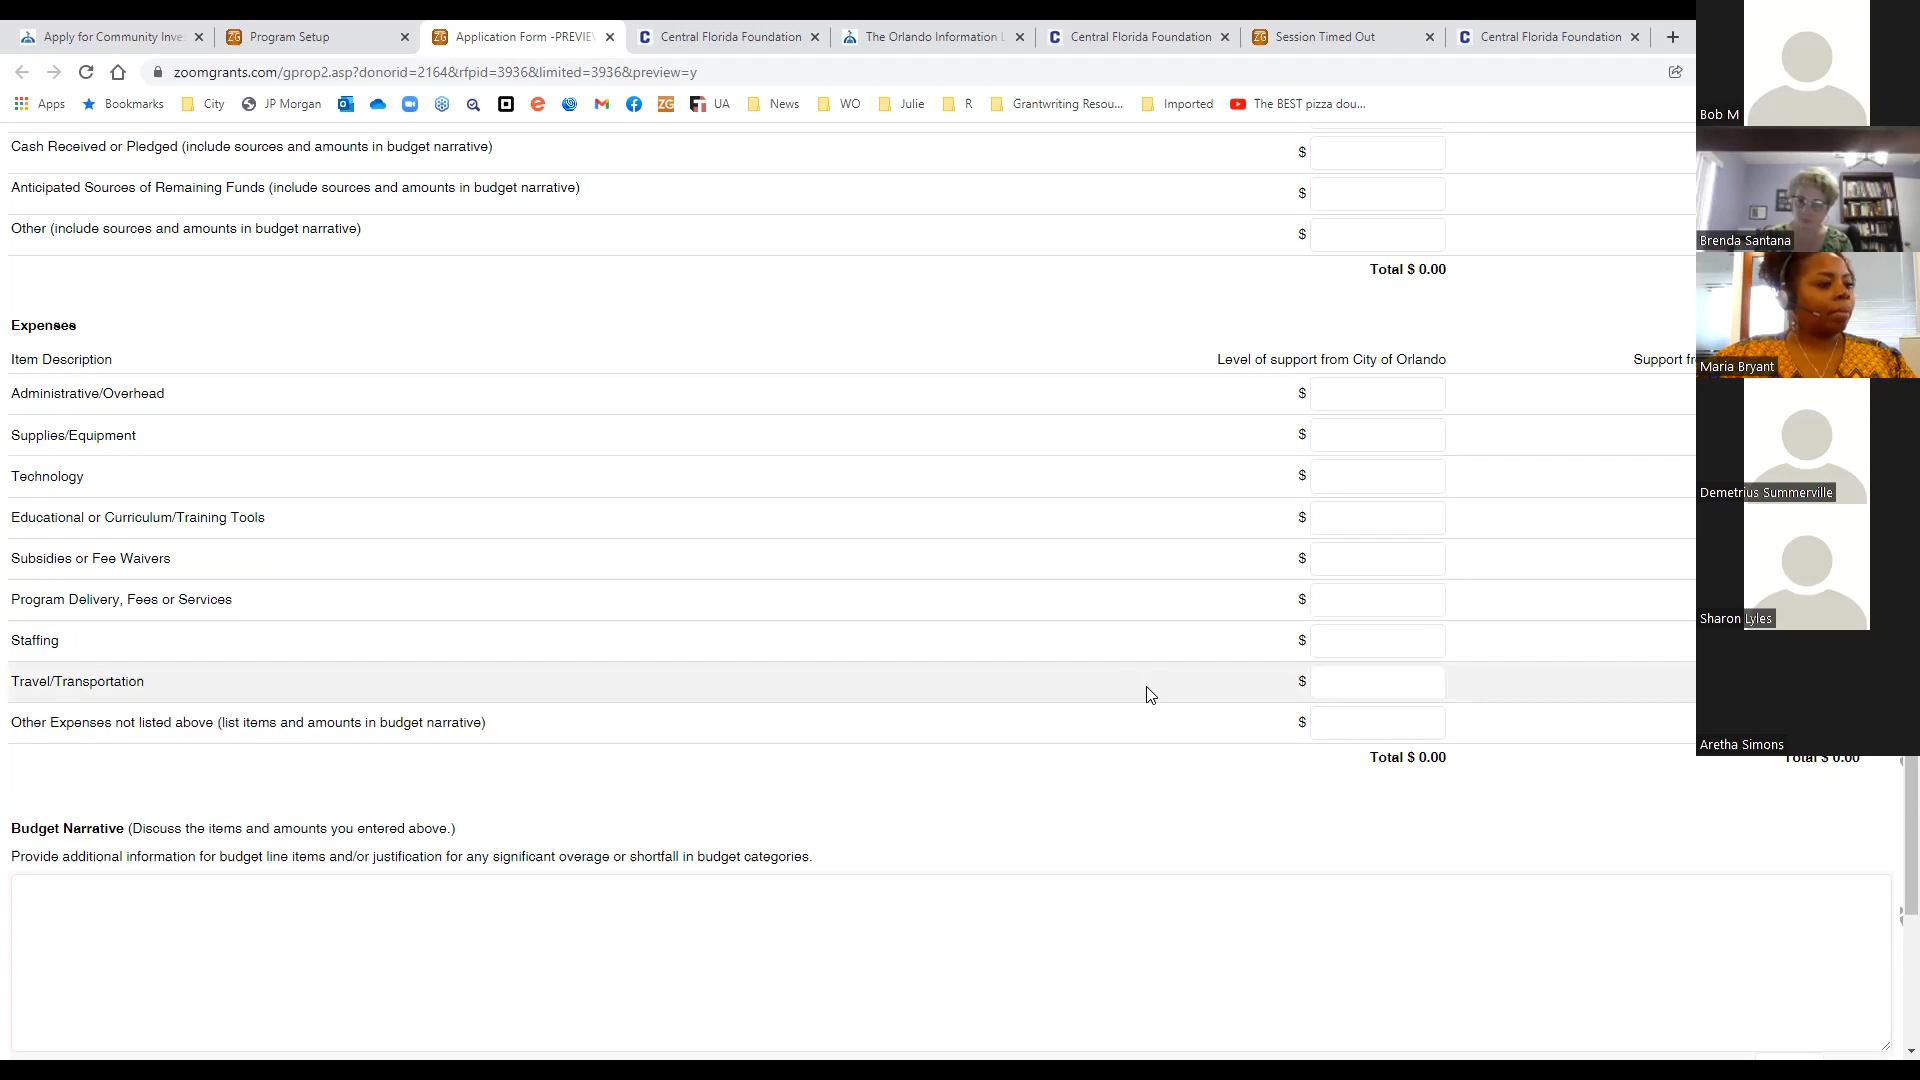 Apply for Community Inve
Program Setup
Application Form -PREVIE
Central Florida Foundation
The Orlando Information L
Central Florida Foundation
ZG Session Timed Out
Central Florida Foundation
zoomgrants.com/gprop2.asp?donorid=2164&rfpid=3936&limited=3936&preview=y
Apps Bookmarks City JP Morgan ZG UA News WO Julie R Grantwriting Resou... Imported The BEST pizza dou...
Bob M
Cash Received or Pledged (include sources and amounts in budget narrative) $
Anticipated Sources of Remaining Funds (include sources and amounts in budget narrative) $
Other (include sources and amounts in budget narrative) $
Brenda Santana
Total $ 0.00
Expenses
Item Description Level of support from City of Orlando Support fr
Maria Bryant
Administrative/Overhead $
Supplies/Equipment $
Technology $
Demetrius Summerville
Educational or Curriculum/Training Tools $
Subsidies or Fee Waivers $
Program Delivery, Fees or Services $
Sharon Lyles
Staffing $
Travel/Transportation $
Other Expenses not listed above (list items and amounts in budget narrative) $
Aretha Simons
Total $ 0.00 Total $ 0.00
Budget Narrative (Discuss the items and amounts you entered above.)
Provide additional information for budget line items and/or justification for any significant overage or shortfall in budget categories.